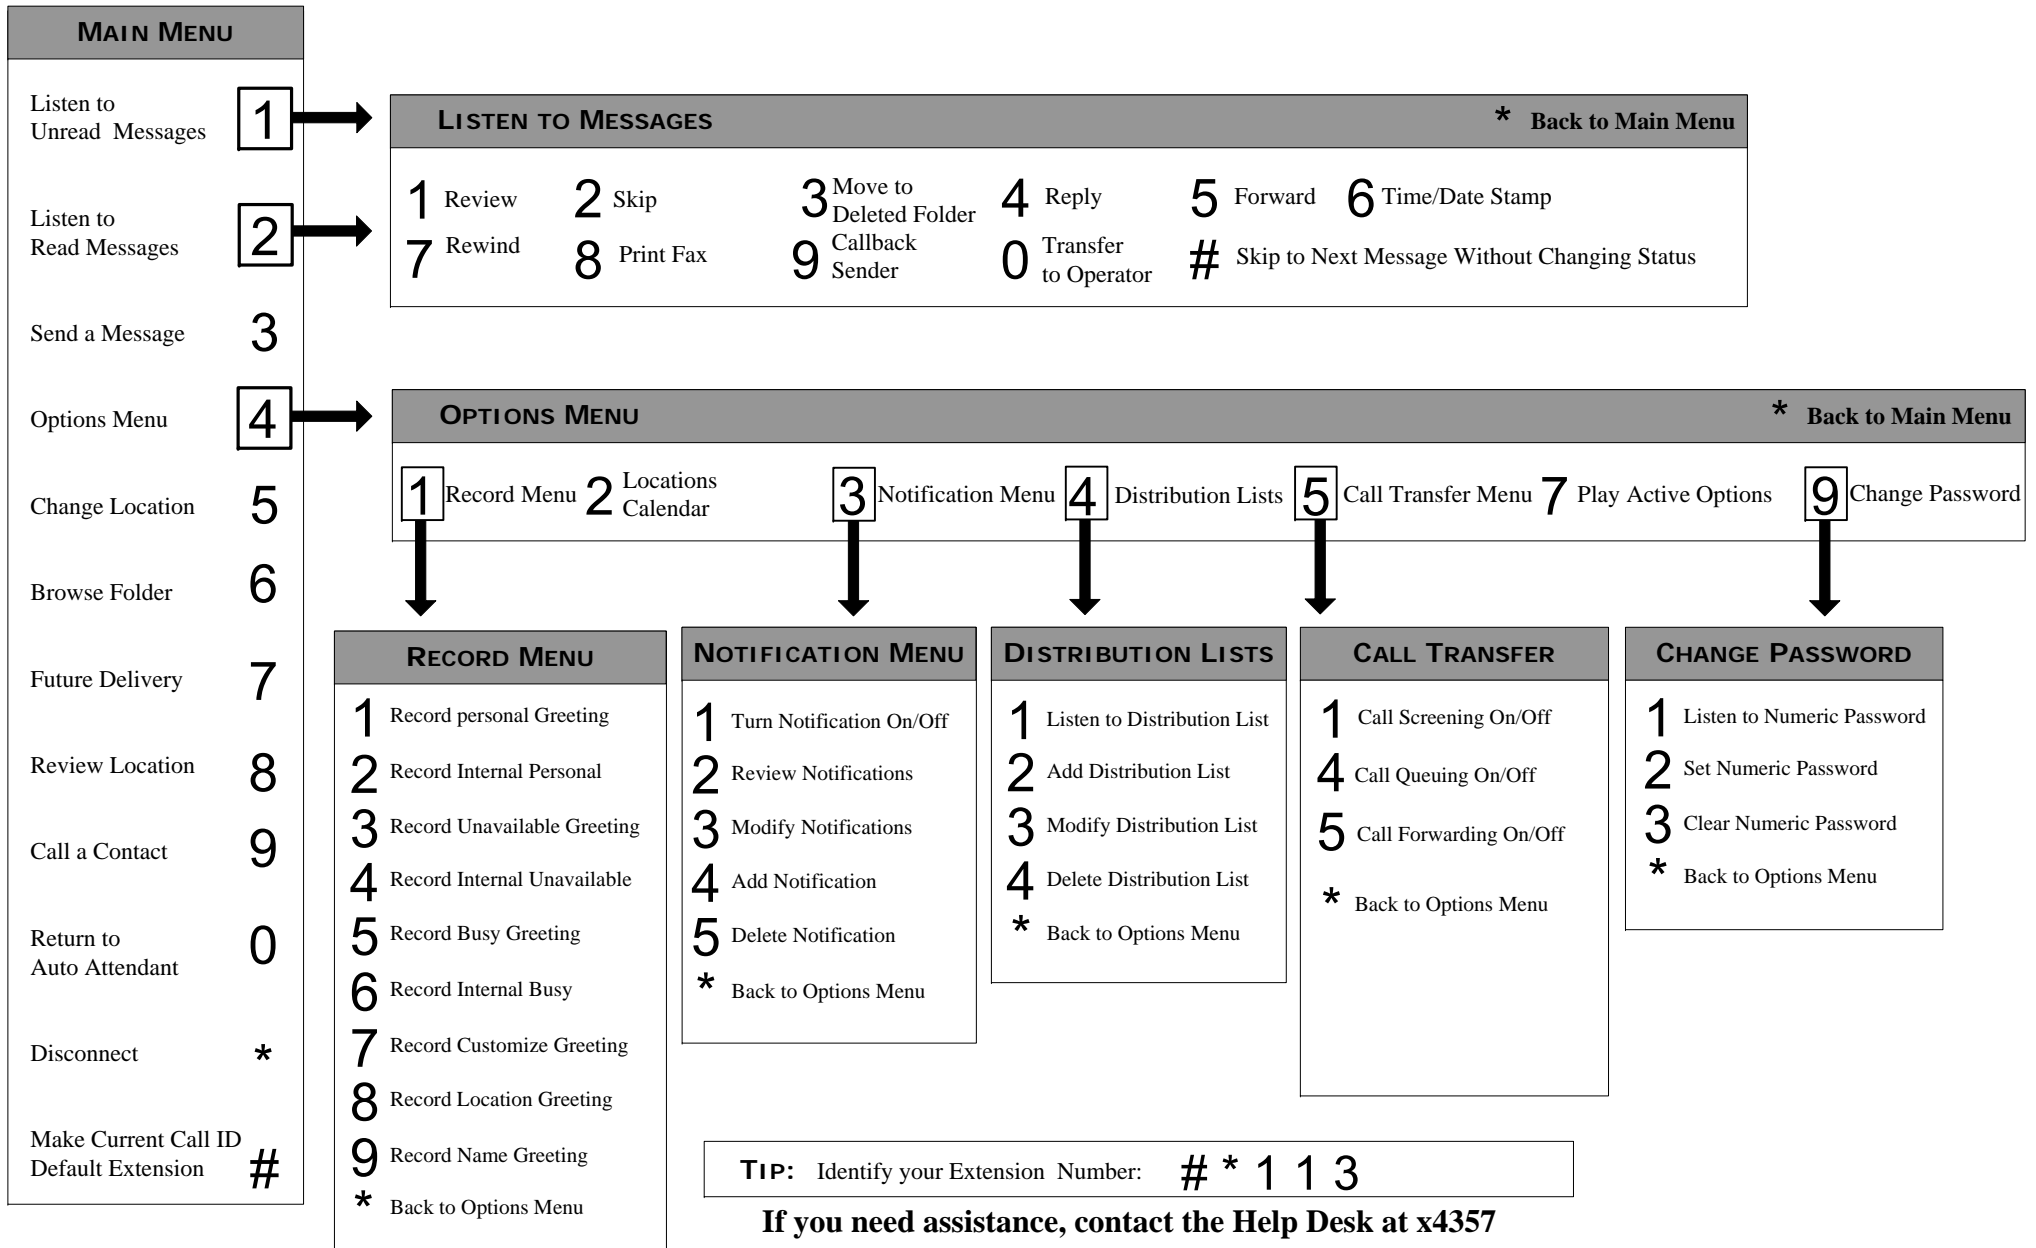 MAIN MENU
Listen to
Unread Messages 1
Listen to
Read Messages 2
Send a Message 3
Options Menu 4
Change Location 5
Browse Folder 6
Future Delivery 7
Review Location 8
Call a Contact 9
Return to
Auto Attendant 0
Disconnect *
Make Current Call ID
Default Extension #
LISTEN TO MESSAGES * Back to Main Menu
1 Review
2 Skip
3 Move to
Deleted Folder
4 Reply
5 Forward
6 Time/Date Stamp
7 Rewind
8 Print Fax
9 Callback
Sender
0 Transfer
to Operator
# Skip to Next Message Without Changing Status
OPTIONS MENU * Back to Main Menu
1 Record Menu
2 Locations
Calendar
3 Notification Menu
4 Distribution Lists
5 Call Transfer Menu
7 Play Active Options
9 Change Password
RECORD MENU
1 Record personal Greeting
2 Record Internal Personal
3 Record Unavailable Greeting
4 Record Internal Unavailable
5 Record Busy Greeting
6 Record Internal Busy
7 Record Customize Greeting
8 Record Location Greeting
9 Record Name Greeting
* Back to Options Menu
NOTIFICATION MENU
1 Turn Notification On/Off
2 Review Notifications
3 Modify Notifications
4 Add Notification
5 Delete Notification
* Back to Options Menu
DISTRIBUTION LISTS
1 Listen to Distribution List
2 Add Distribution List
3 Modify Distribution List
4 Delete Distribution List
* Back to Options Menu
CALL TRANSFER
1 Call Screening On/Off
4 Call Queuing On/Off
5 Call Forwarding On/Off
* Back to Options Menu
CHANGE PASSWORD
1 Listen to Numeric Password
2 Set Numeric Password
3 Clear Numeric Password
* Back to Options Menu
TIP: Identify your Extension Number: # * 1 1 3
If you need assistance, contact the Help Desk at x4357